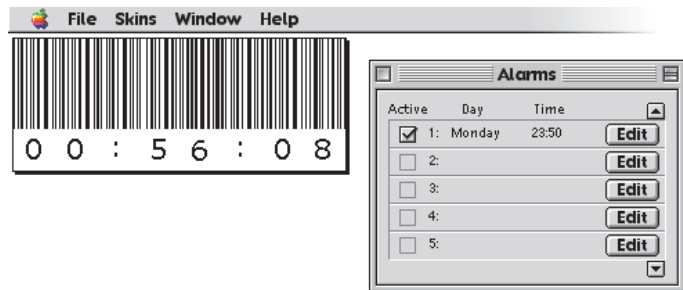 File Skins Window Help
00:56:08
Alarms
Active Day Time
1: Monday 23:50 Edit
2: Edit
3: Edit
4: Edit
5: Edit